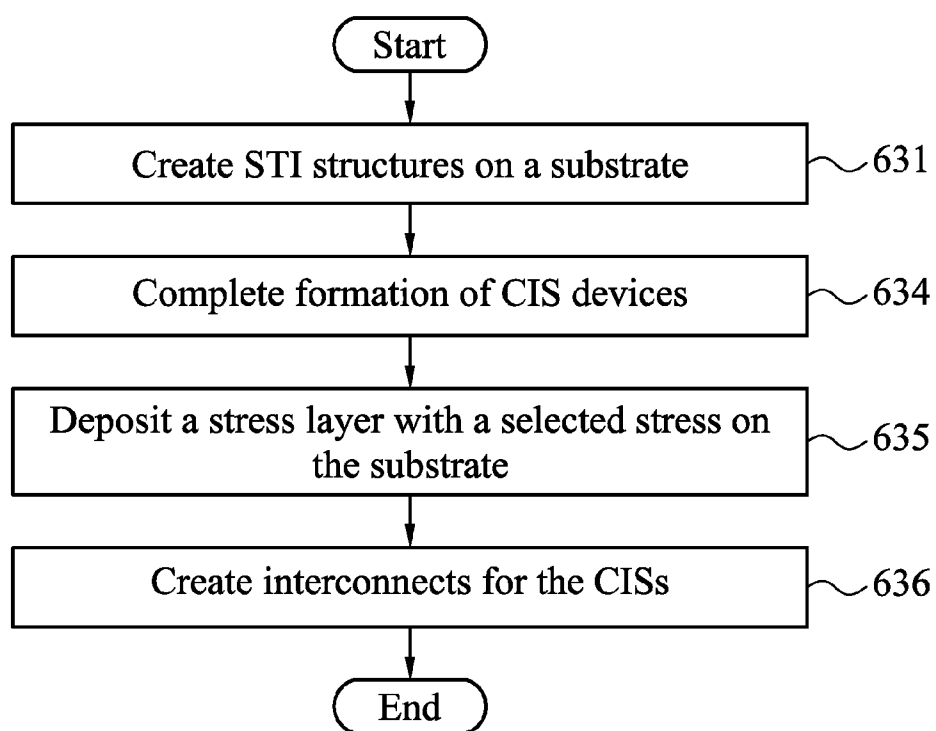 Start
Create STI structures on a substrate
631
Complete formation of CIS devices
634
Deposit a stress layer with a selected stress on
the substrate
635
Create interconnects for the CISs
636
End